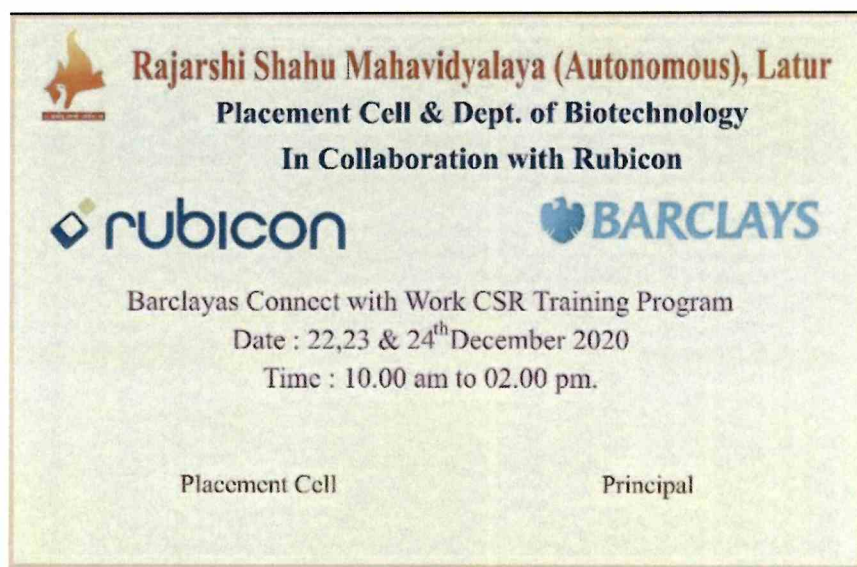 Rajarshi Shahu Mahavidyalaya (Autonomous), Latur
Placement Cell & Dept. of Biotechnology
In Collaboration with Rubicon
rubicon
BARCLAYS
Barclayas Connect with Work CSR Training Program
Date : 22,23 & 24th December 2020
Time : 10.00 am to 02.00 pm.
Placement Cell
Principal